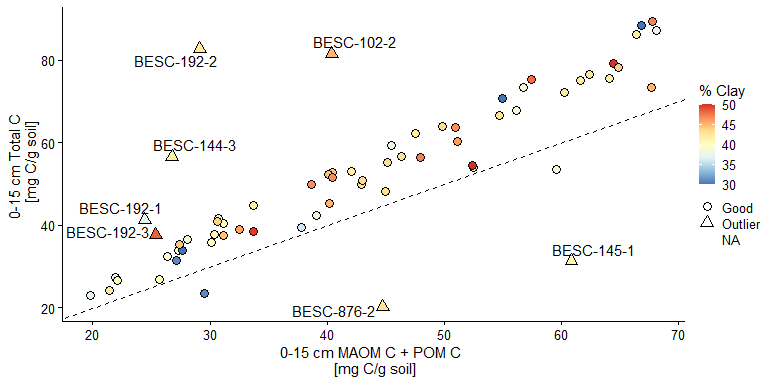 BESC-102-2
BESC-192-2
80
% Clay
50
45
40
35
30
BESC-144-3
60
0-15 cm Total C
[mg C/g soil]
BESC-192-1
Good
BESC-192-3
Outlier
40
NA
BESC-145-1
BESC-876-2
20
20 30 40 50 60 70
0-15 cm MAOM C + POM C
[mg C/g soil]